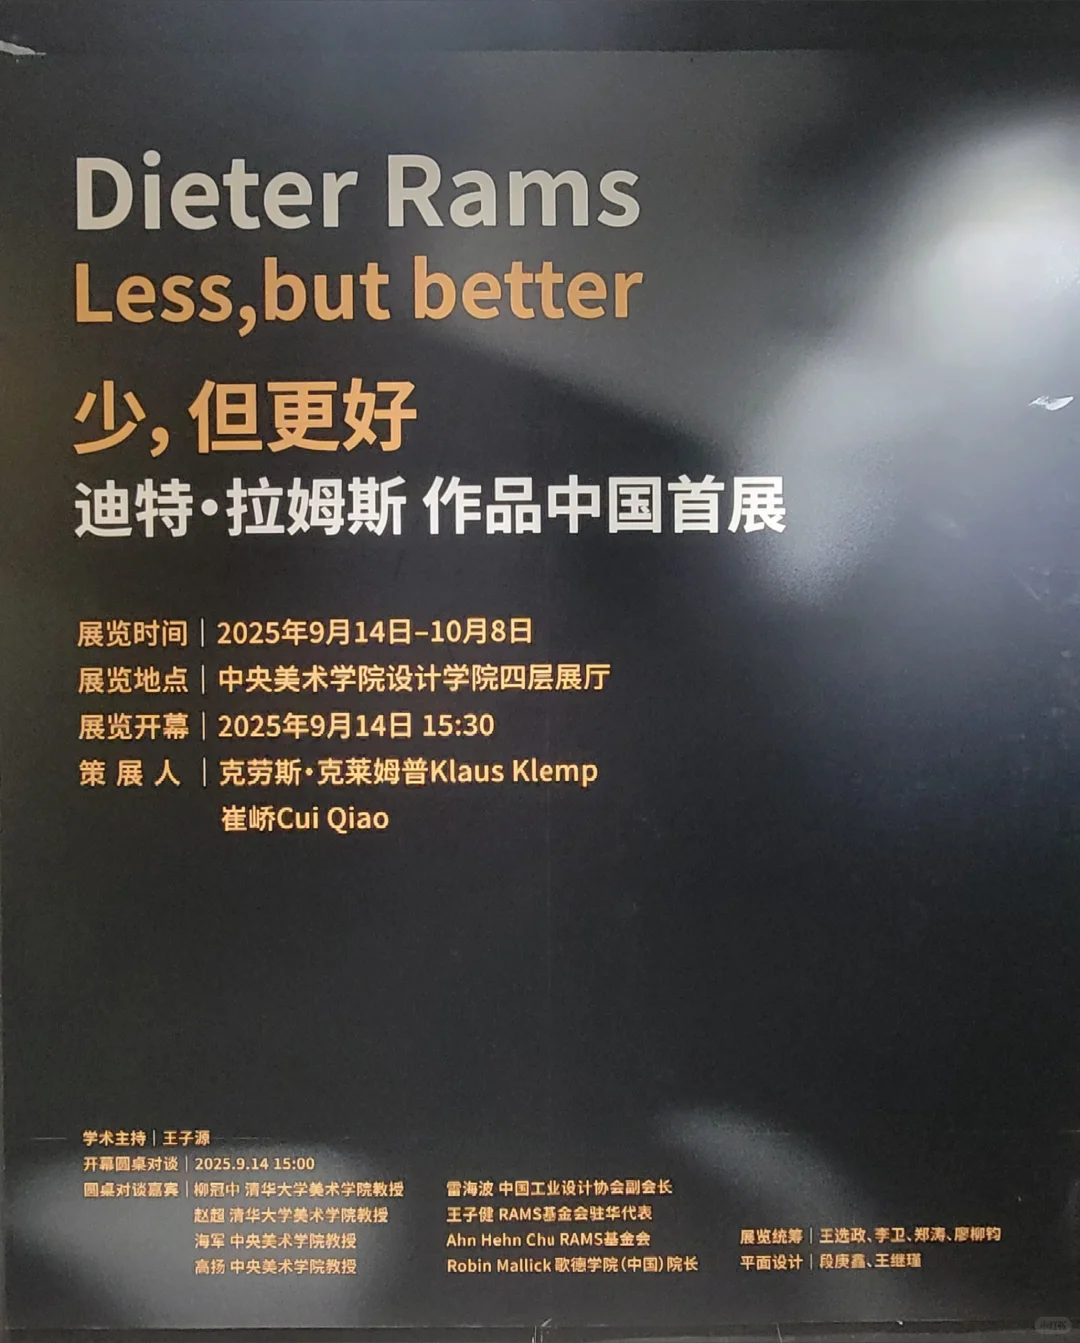 Dieter Rams
Less,but better
少，但更好
迪特·拉姆斯 作品中国首展
展览时间｜2025年9月14日–10月8日
展览地点｜中央美术学院设计学院四层展厅
展览开幕｜2025年9月14日 15:30
策 展 人｜克劳斯·克莱姆普Klaus Klemp
崔峤Cui Qiao
学术主持｜王子源
开幕圆桌对谈｜2025.9.14 15:00
圆桌对谈嘉宾｜柳冠中 清华大学美术学院教授
赵超 清华大学美术学院教授
海军 中央美术学院教授
高扬 中央美术学院教授
雷海波 中国工业设计协会副会长
王子健 RAMS基金会驻华代表
Ahn Hehn Chu RAMS基金会
Robin Mallick 歌德学院（中国）院长
展览统筹｜王选政、李卫、郑涛、廖柳钧
平面设计｜段庚鑫、王继瑾
小红书